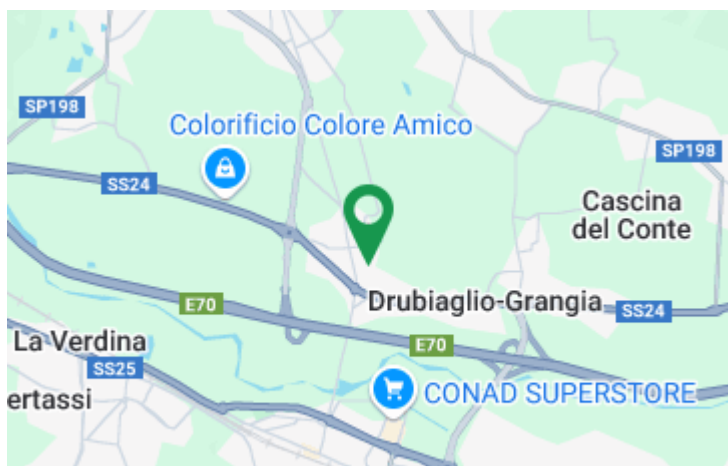 SP198
Colorificio Colore Amico
SP198
SS24
Cascina
del Conte
E70
Drubiaglio-Grangia
SS24
La Verdina
E70
SS25
ertassi
CONAD SUPERSTORE